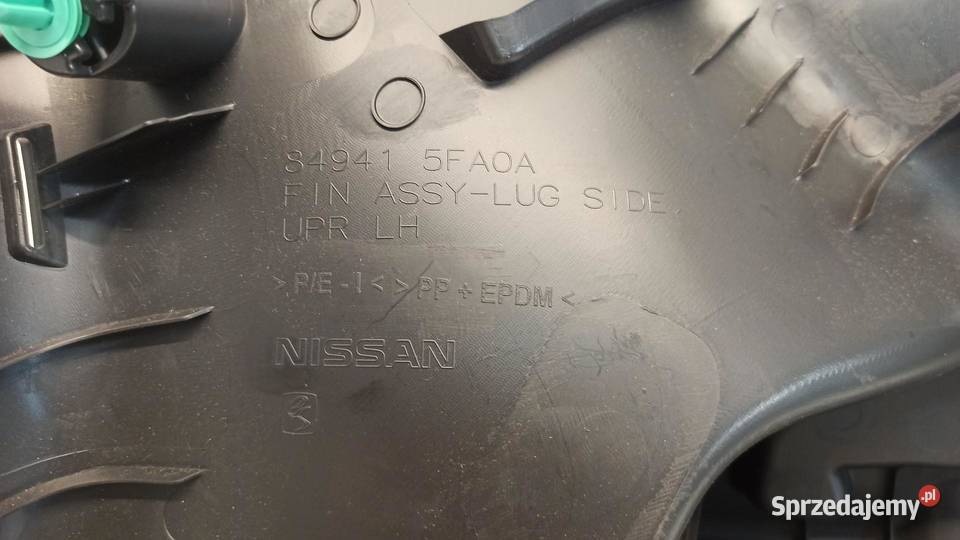 84941 5FA0A
FIN ASSY-LUG SIDE,
UPR LH
>P/E-I< >PP+EPDM<
NISSAN
Sprzedajemy.pl